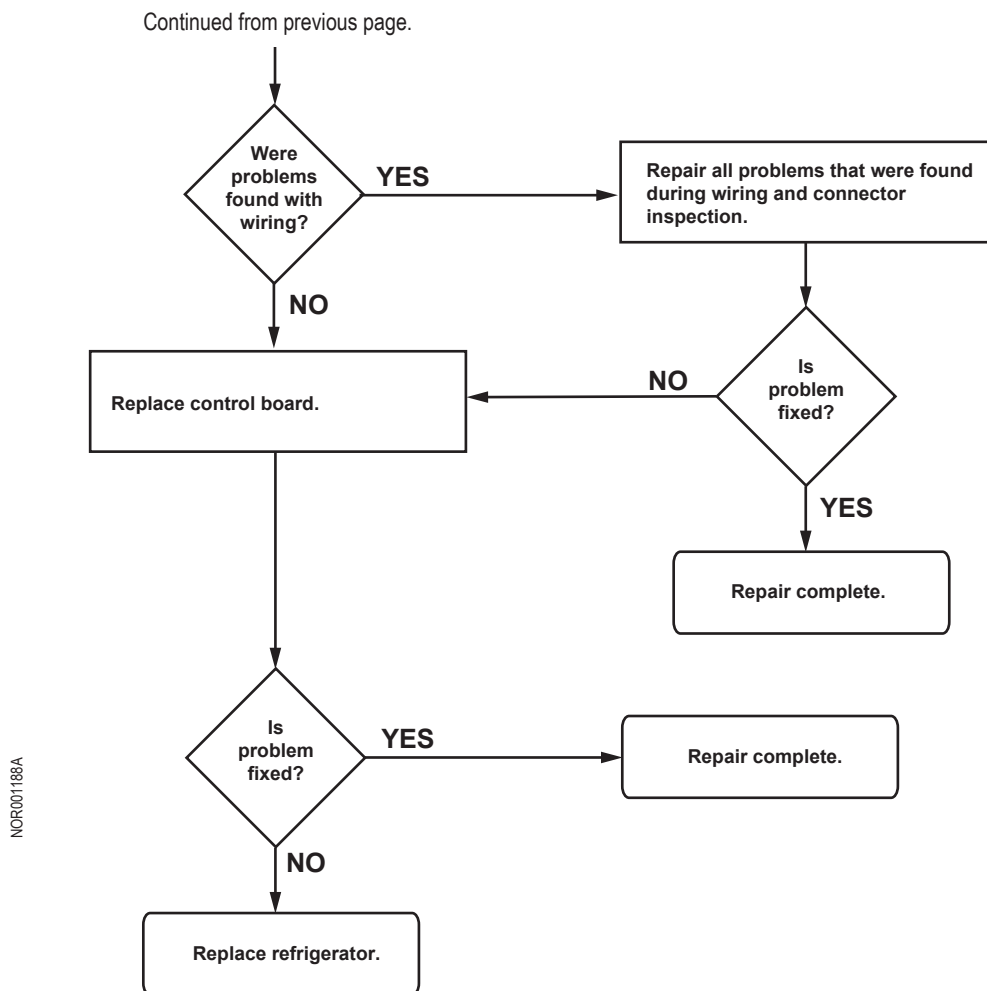 Continued from previous page.
Were
problems
found with
wiring?
YES
Repair all problems that were found
during wiring and connector
inspection.
NO
Replace control board.
NO
Is
problem
fixed?
YES
Repair complete.
Is
problem
fixed?
YES
Repair complete.
NO
Replace refrigerator.
NOR001188A